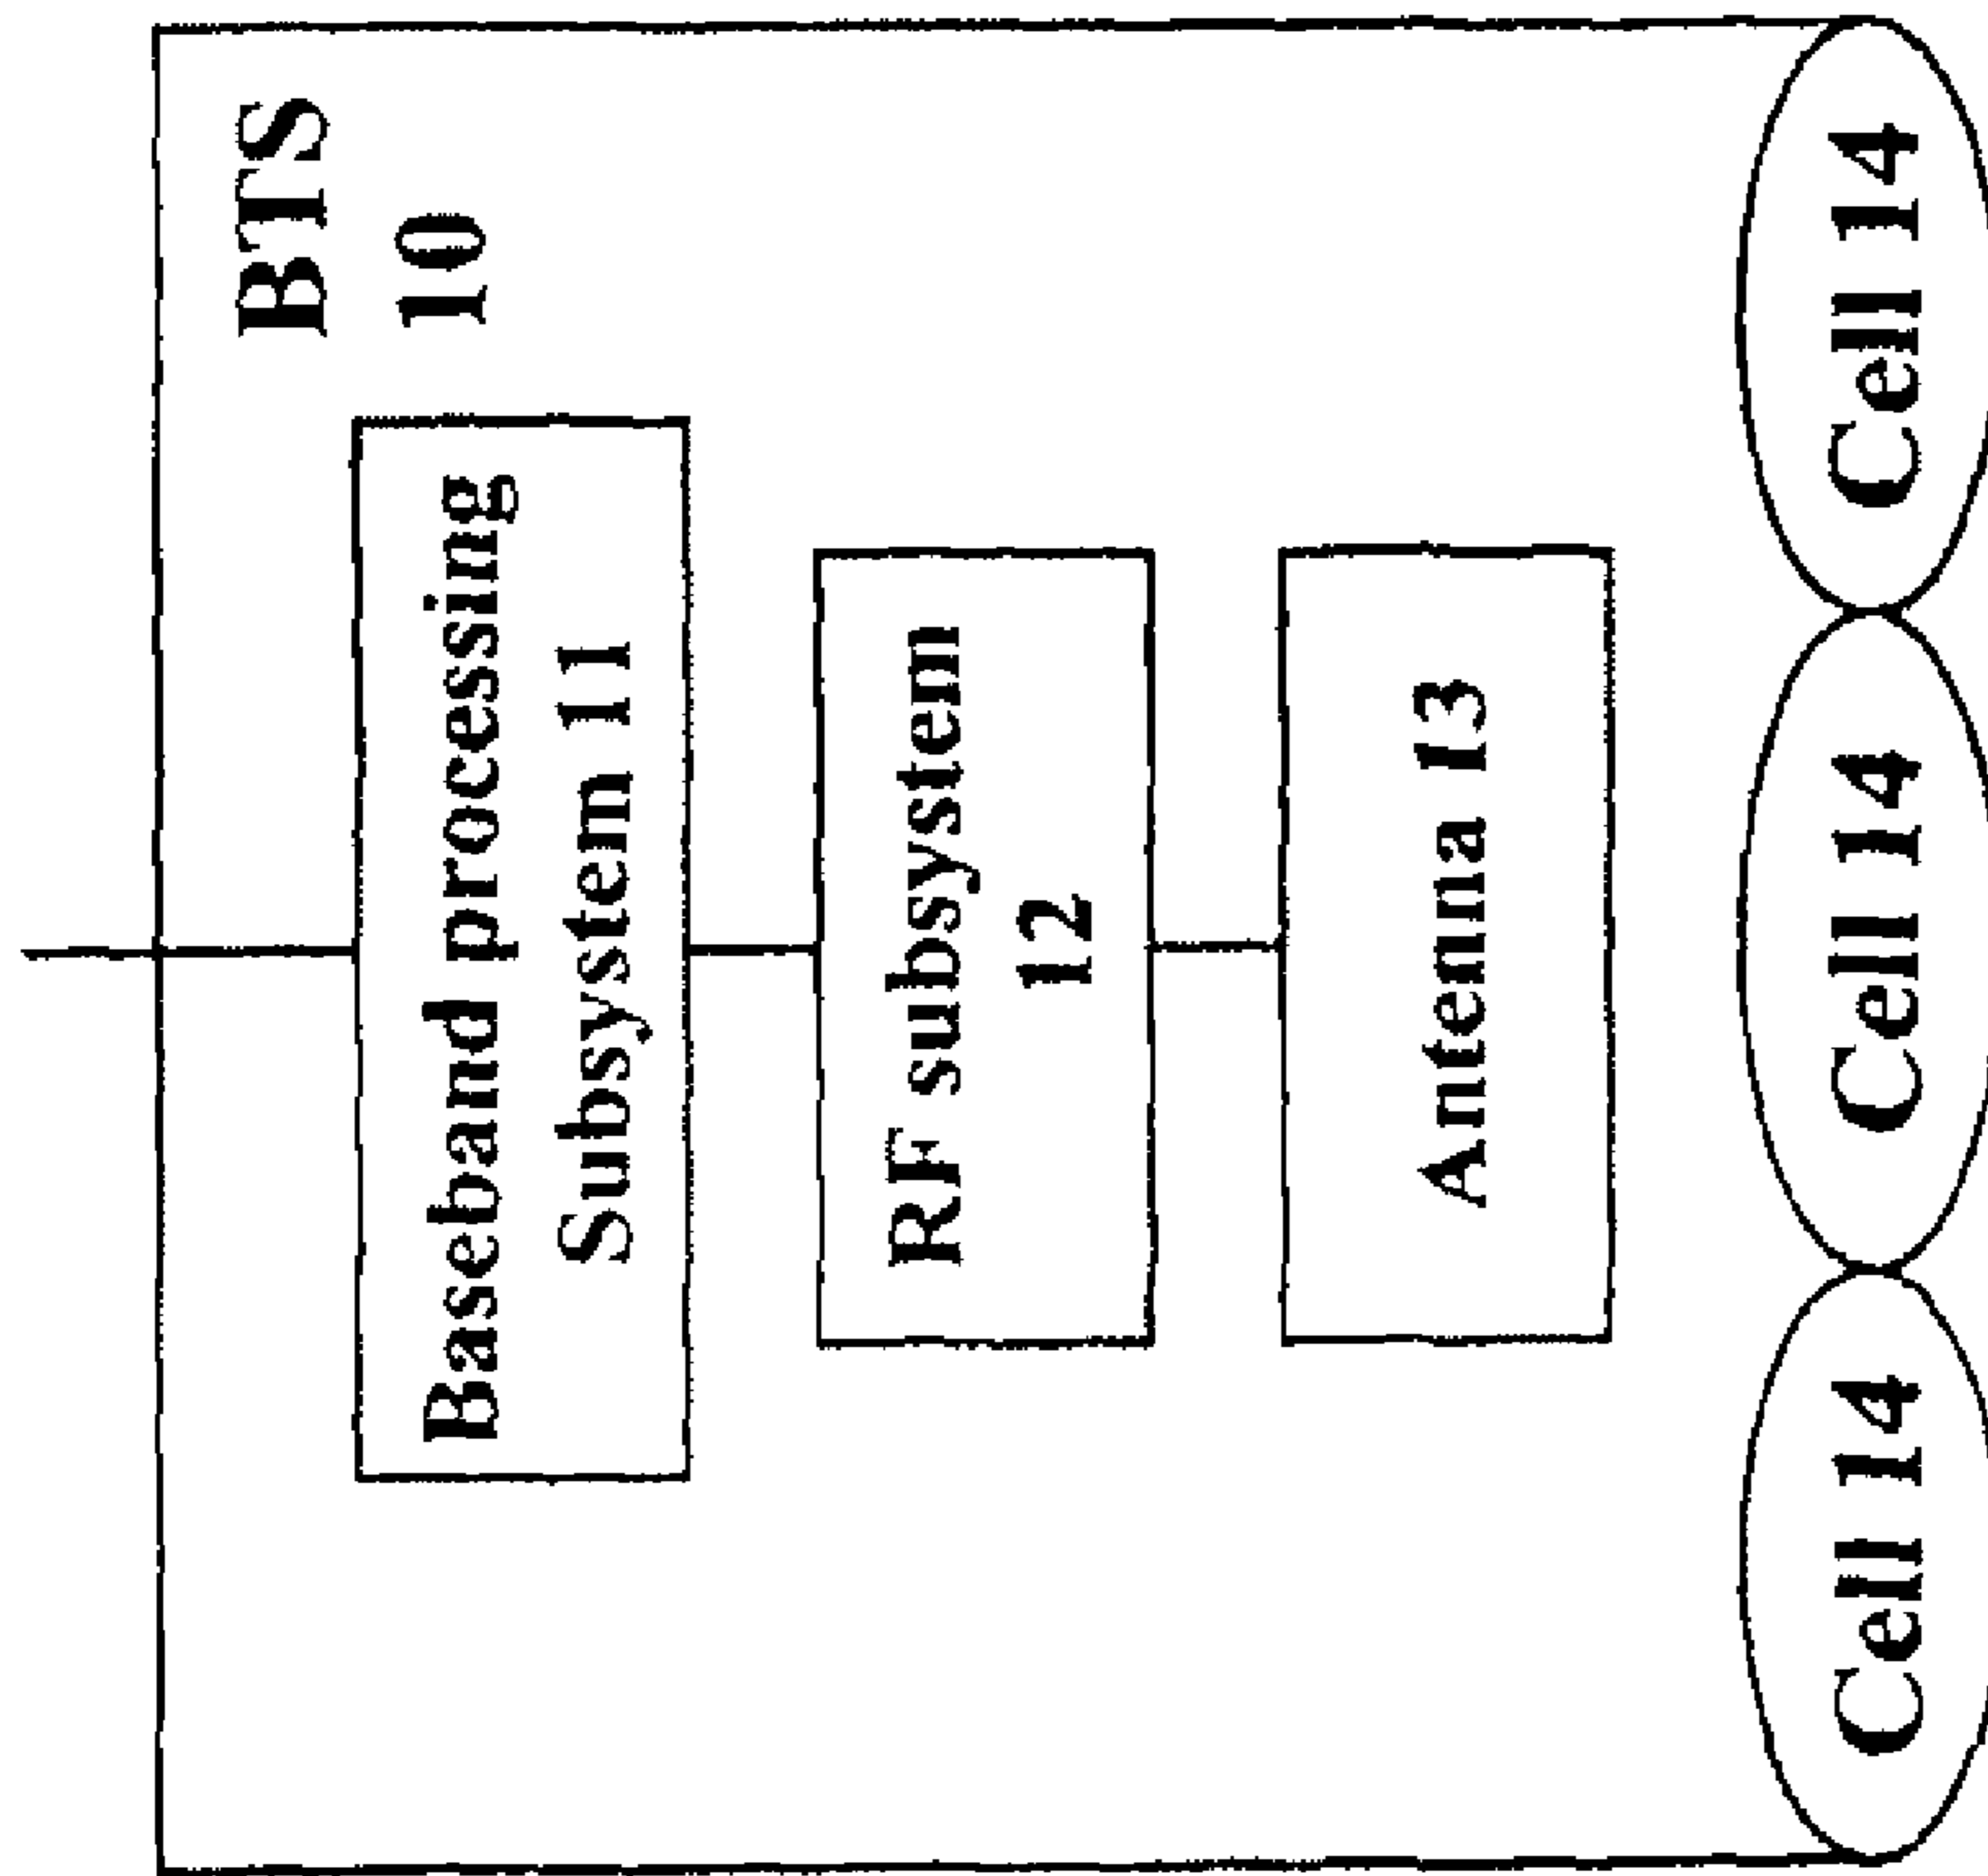 BTS
10
Baseband processing
Subsystem 11
RF subsystem
12
Antenna 13
Cell 14
Cell 14
Cell 14